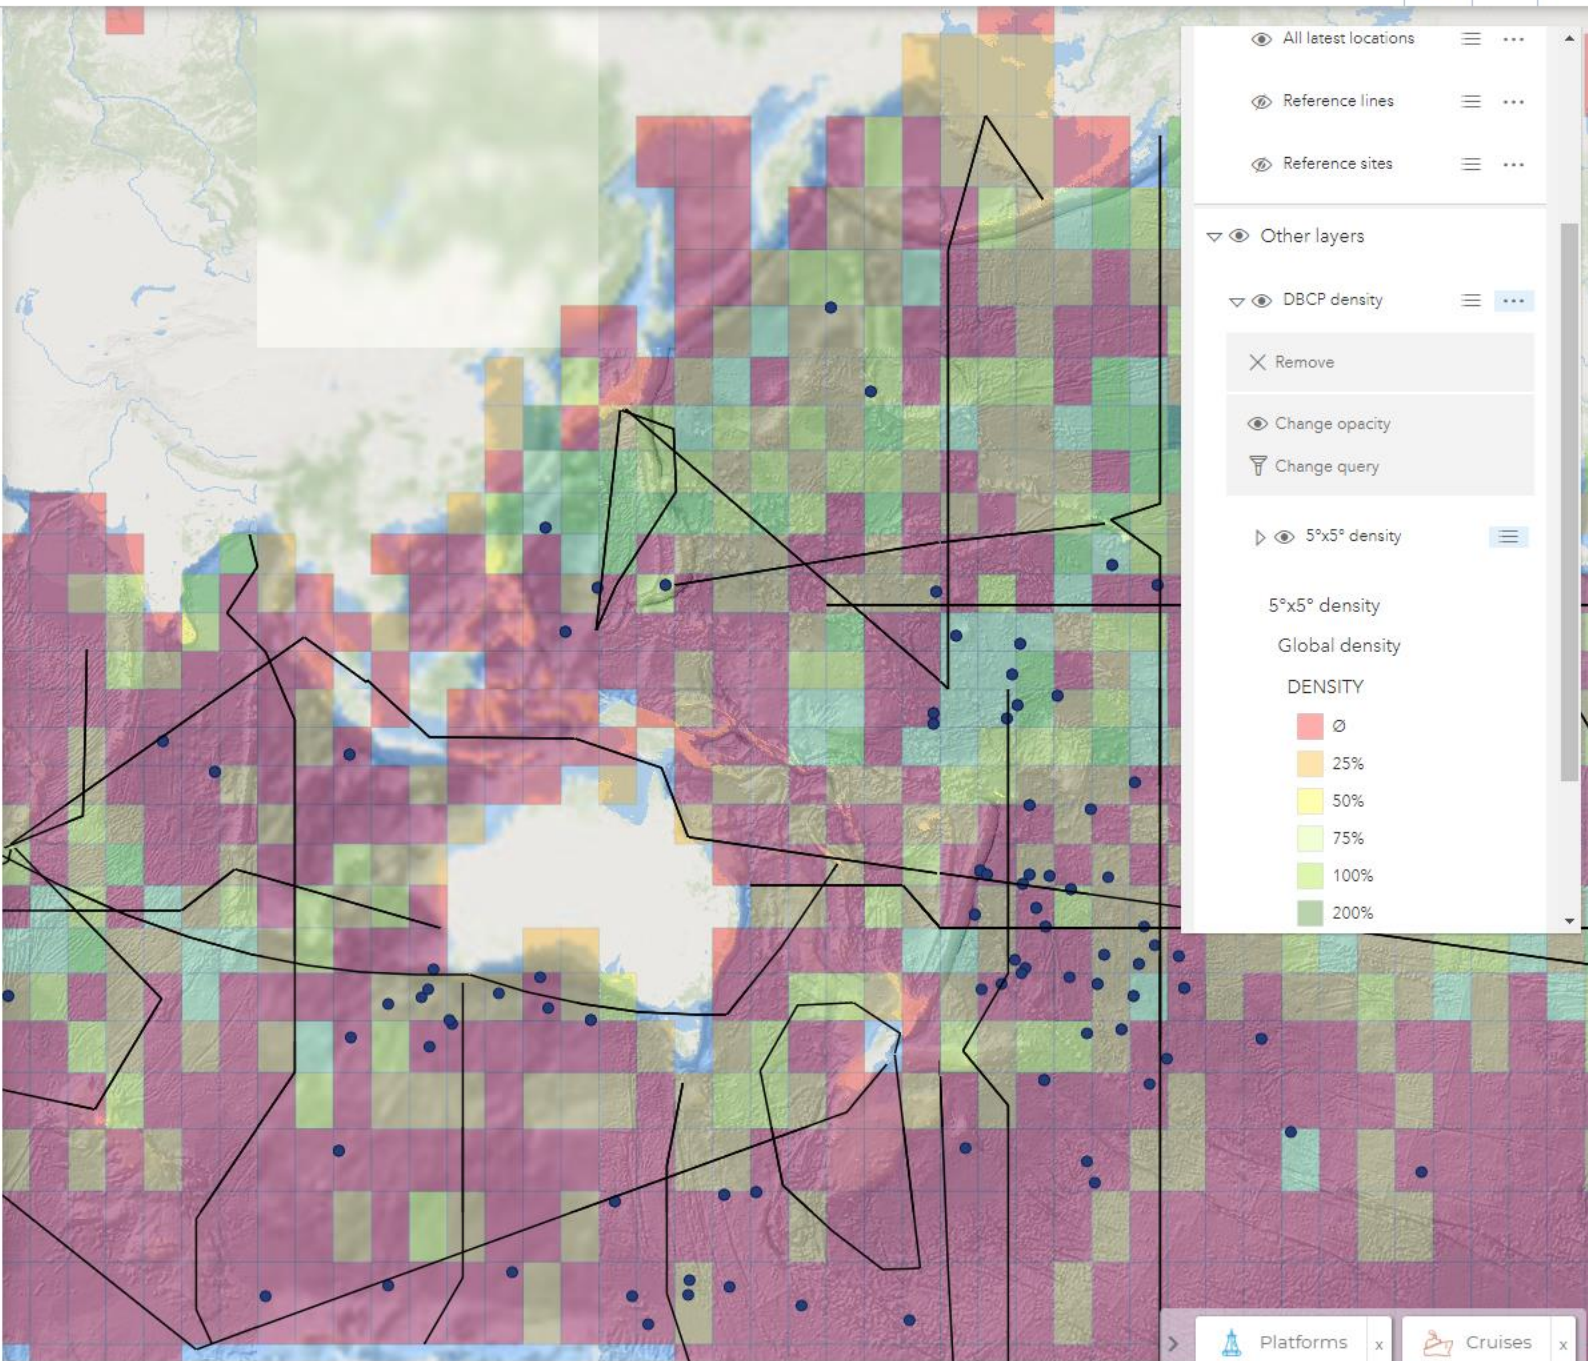 All latest locations
Reference lines
Reference sites
Other layers
DBCP density
Remove
Change opacity
Change query
5°x5° density
5°x5° density
Global density
DENSITY
Ø
25%
50%
75%
100%
200%
Platforms x
Cruises x